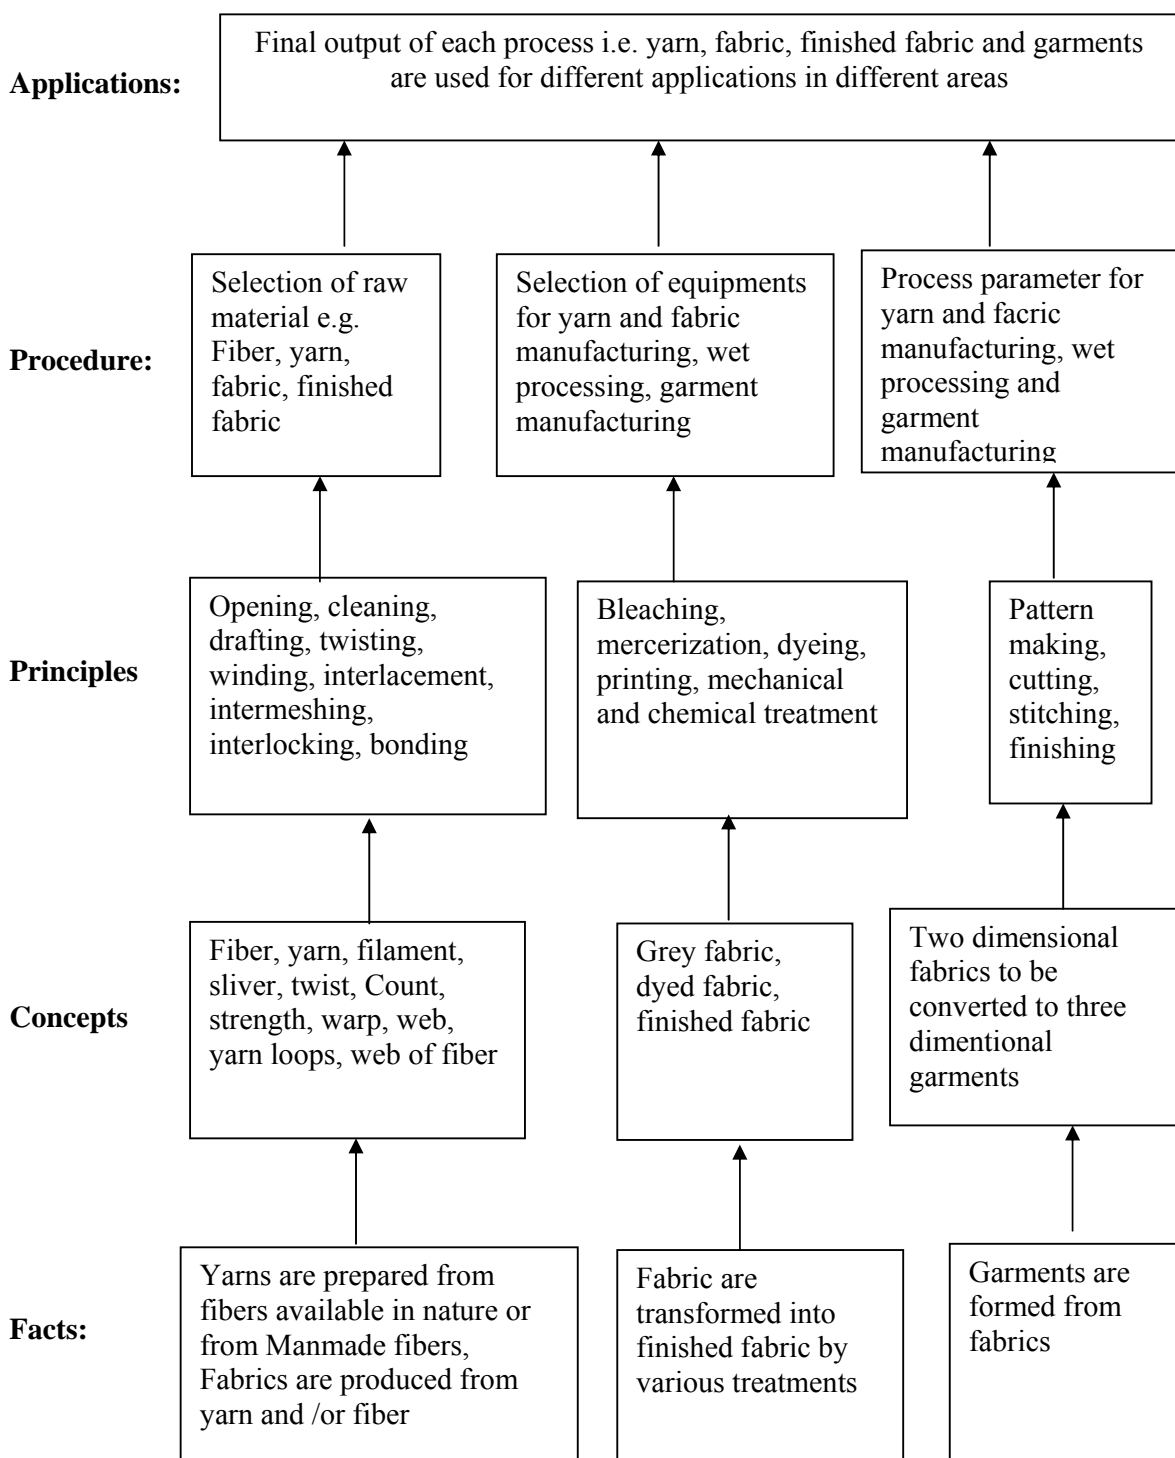 Applications:
Final output of each process i.e. yarn, fabric, finished fabric and garments
are used for different applications in different areas
Procedure:
Selection of raw
material e.g.
Fiber, yarn,
fabric, finished
fabric
Selection of equipments
for yarn and fabric
manufacturing, wet
processing, garment
manufacturing
Process parameter for
yarn and facric
manufacturing, wet
processing and
garment
manufacturing
Principles
Opening, cleaning,
drafting, twisting,
winding, interlacement,
intermeshing,
interlocking, bonding
Bleaching,
mercerization, dyeing,
printing, mechanical
and chemical treatment
Pattern
making,
cutting,
stitching,
finishing
Concepts
Fiber, yarn, filament,
sliver, twist, Count,
strength, warp, web,
yarn loops, web of fiber
Grey fabric,
dyed fabric,
finished fabric
Two dimensional
fabrics to be
converted to three
dimentional
garments
Facts:
Yarns are prepared from
fibers available in nature or
from Manmade fibers,
Fabrics are produced from
yarn and /or fiber
Fabric are
transformed into
finished fabric by
various treatments
Garments are
formed from
fabrics